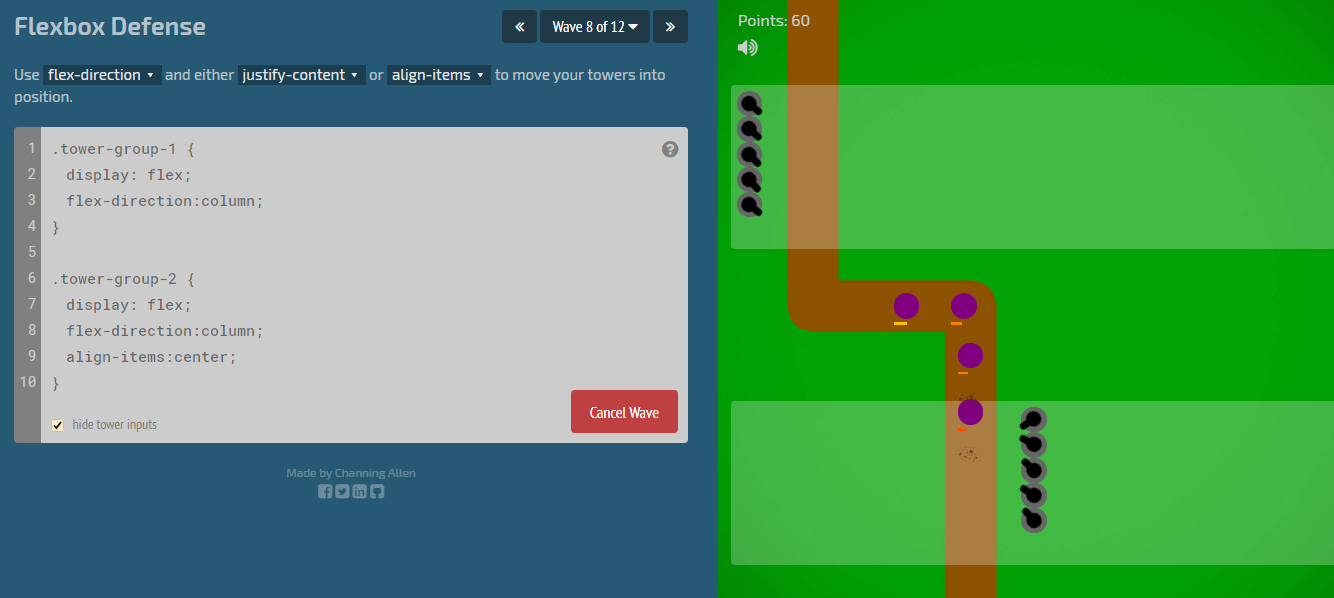 Flexbox Defense
« Wave 8 of 12 »
Use flex-direction and either justify-content or align-items to move your towers into
position.
1 .tower-group-1 {
2 display: flex;
3 flex-direction:column;
4 }
5
6 .tower-group-2 {
7 display: flex;
8 flex-direction:column;
9 align-items:center;
10 }
?
hide tower inputs
Cancel Wave
Made by Channing Allen
Points: 60